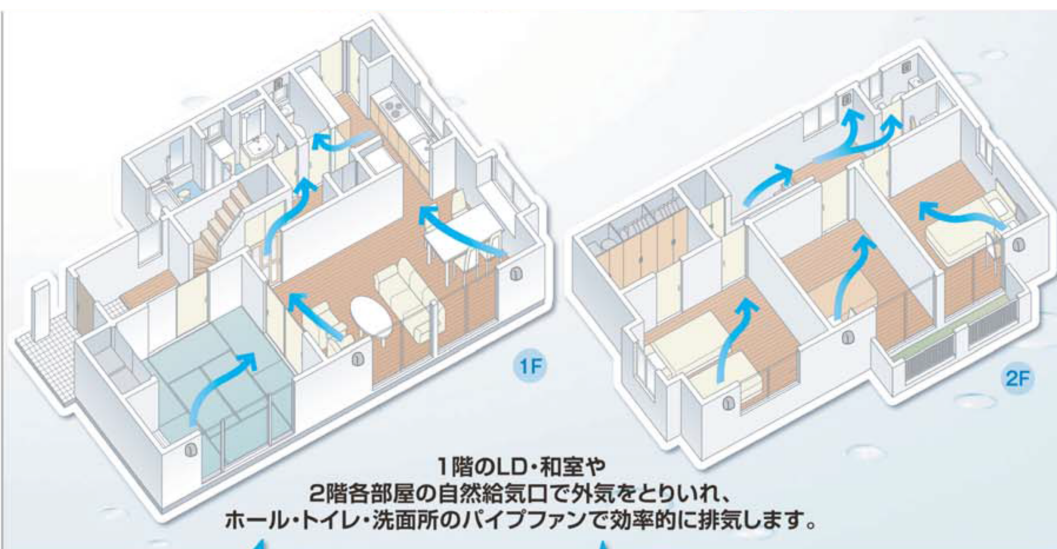 1F
2F
1階のLD・和室や
2階各部屋の自然給気口で外気をとりいれ、
ホール・トイレ・洗面所のパイプファンで効率的に排気します。